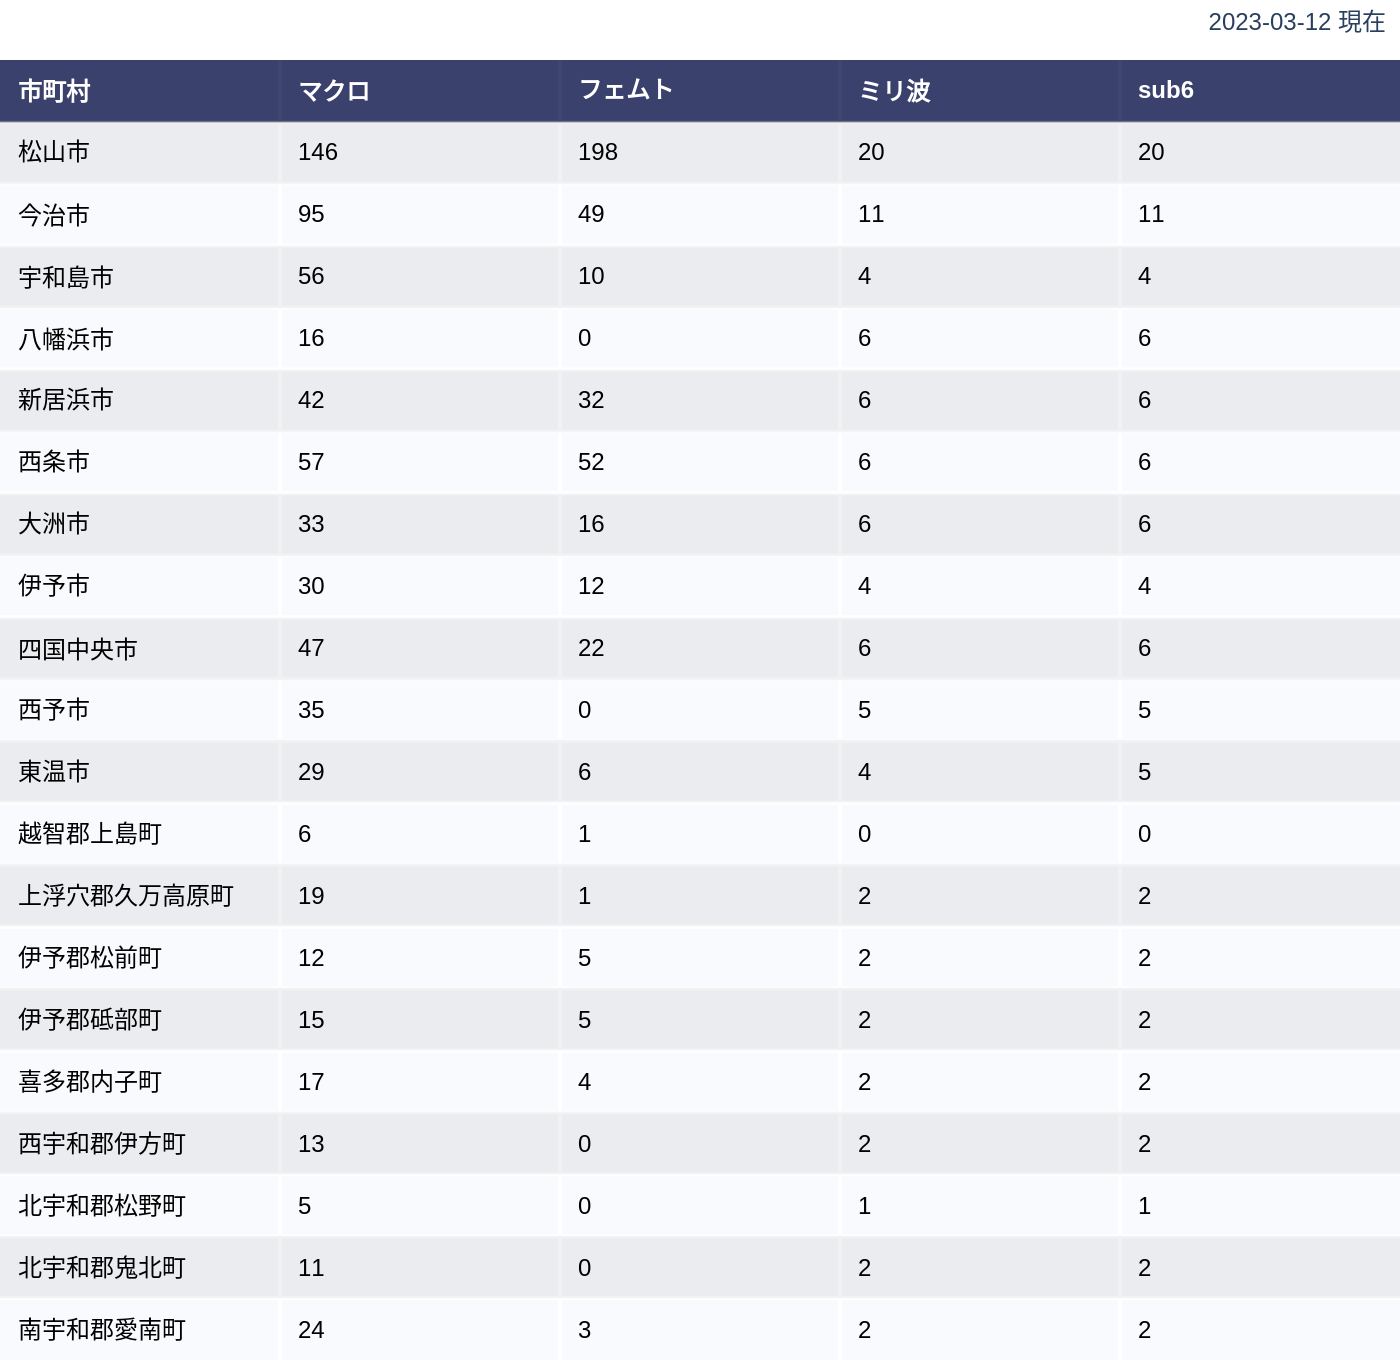 2023-03-12 現在
市町村 マクロ フェムト ミリ波 sub6
松山市 146 198 20 20
今治市 95 49 11 11
宇和島市 56 10 4 4
八幡浜市 16 0 6 6
新居浜市 42 32 6 6
西条市 57 52 6 6
大洲市 33 16 6 6
伊予市 30 12 4 4
四国中央市 47 22 6 6
西予市 35 0 5 5
東温市 29 6 4 5
越智郡上島町 6 1 0 0
上浮穴郡久万高原町 19 1 2 2
伊予郡松前町 12 5 2 2
伊予郡砥部町 15 5 2 2
喜多郡内子町 17 4 2 2
西宇和郡伊方町 13 0 2 2
北宇和郡松野町 5 0 1 1
北宇和郡鬼北町 11 0 2 2
南宇和郡愛南町 24 3 2 2